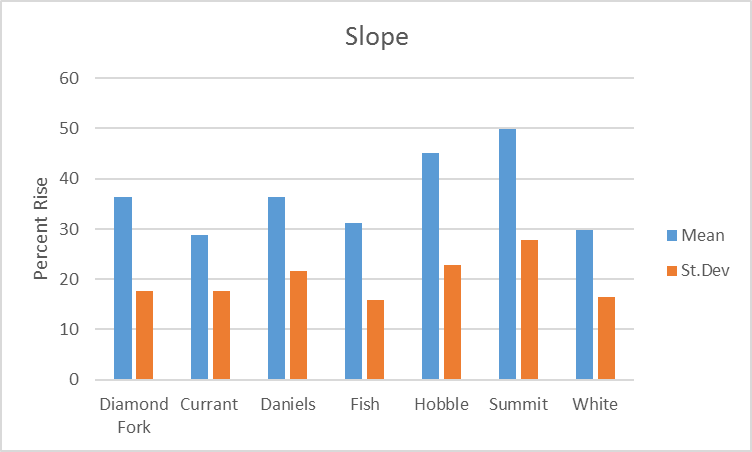 Slope
Percent Rise
60
50
40
30
20
10
0
Diamond Fork
Currant
Daniels
Fish
Hobble
Summit
White
Mean
St.Dev